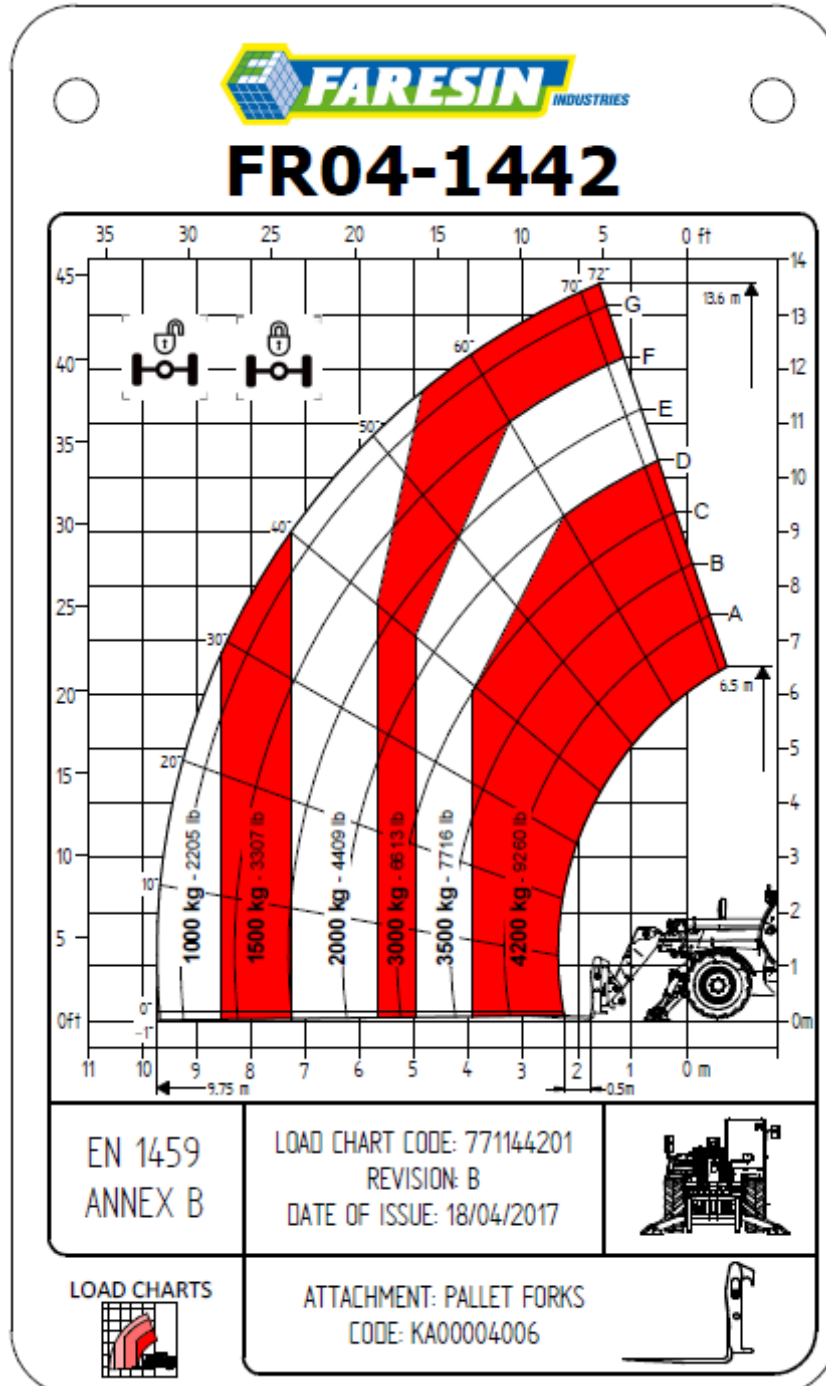 FARESIN INDUSTRIES
FR04-1442
35 30 25 20 15 10 5 0 ft
45 70° 72° 14
13.6 m
G 13
60°
F 12
40
E
50° 11
35
D 10
C
30 40° 9
B
8
25 A
30° 7
6.5 m
20 6
20° 5
15
4
10 3
10° 2
5
1
0° 0ft -1° 0m
1000 kg - 2205 lb
1500 kg - 3307 lb
2000 kg - 4409 lb
3000 kg - 6613 lb
3500 kg - 7716 lb
4200 kg - 9260 lb
11 10 9 8 7 6 5 4 3 2 1 0 m
9.75 m 0.5m
EN 1459
ANNEX B
LOAD CHART CODE: 771144201
REVISION: B
DATE OF ISSUE: 18/04/2017
LOAD CHARTS
ATTACHMENT: PALLET FORKS
CODE: KA00004006